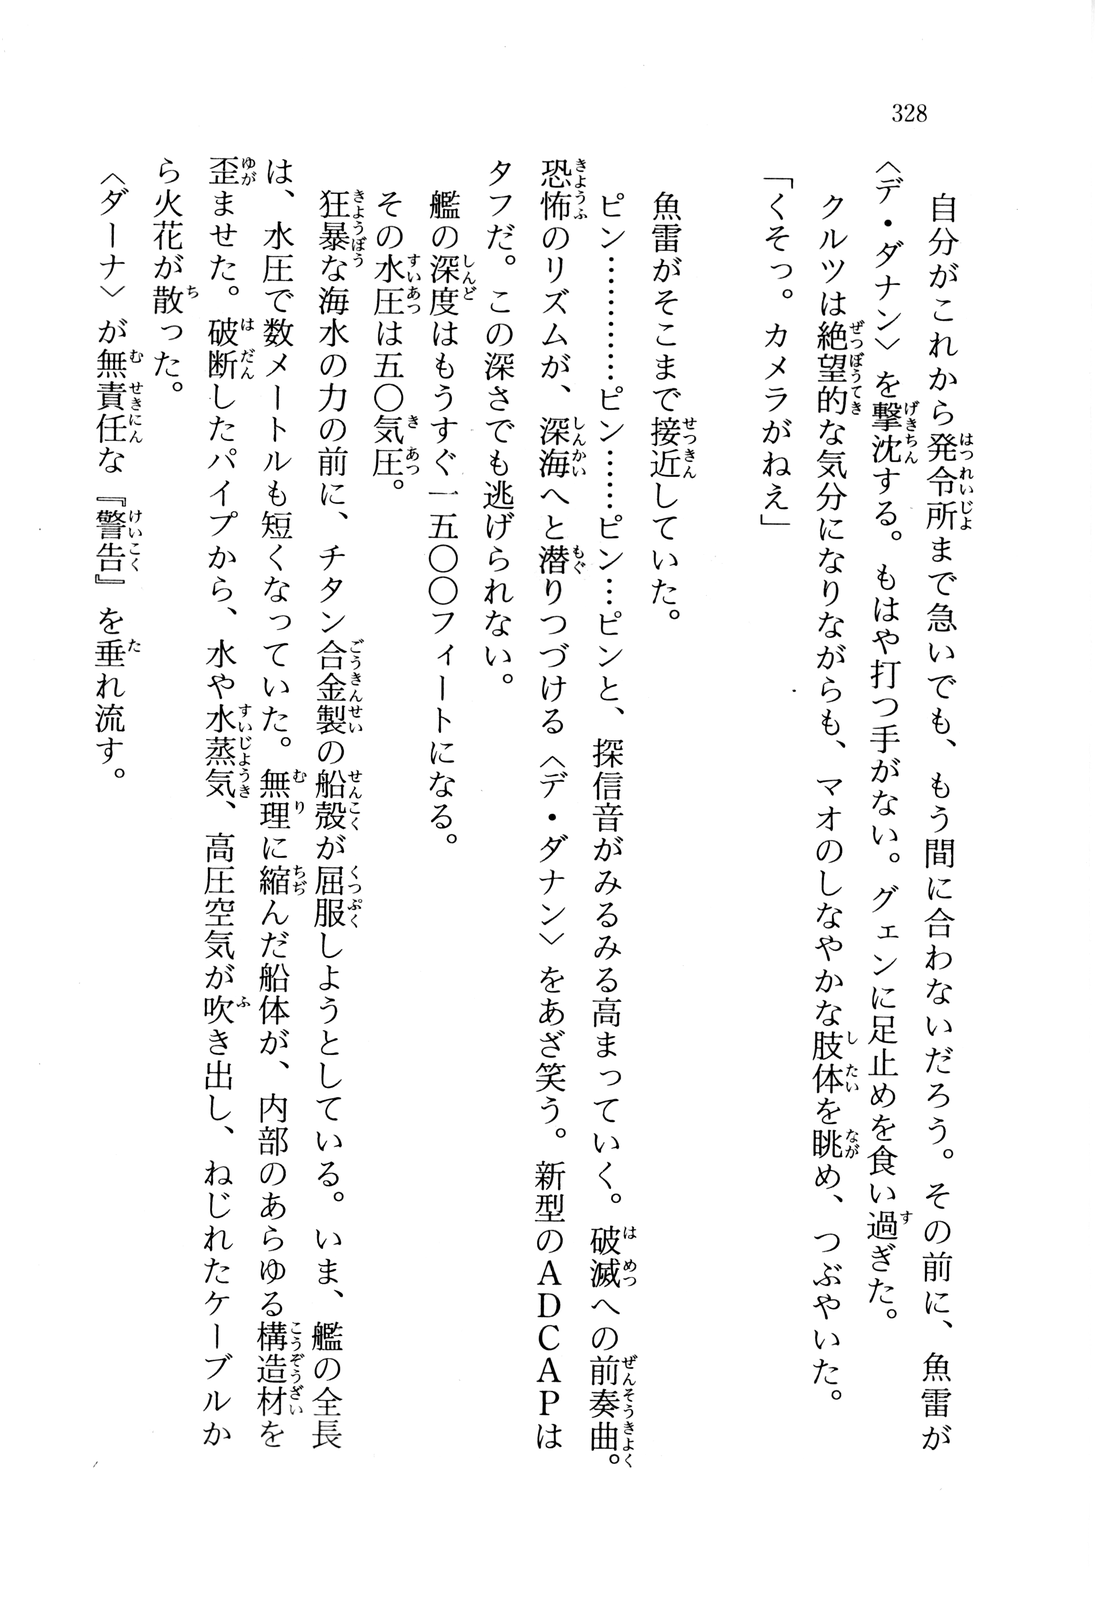 328
自分がこれから発令所まで急いでも、もう間に合わないだろう。その前に、魚雷が
〈デ・ダナン〉を撃沈する。もはや打つ手がない。グェンに足止めを食い過ぎた。
クルツは絶望的な気分になりながらも、マオのしなやかな肢体を眺め、つぶやいた。
「くそっ。カメラがねえ」
魚雷がそこまで接近していた。
ピン…………ピン……ピン…ピンと、探信音がみるみる高まっていく。破滅への前奏曲。
恐怖のリズムが、深海へと潜りつづける〈デ・ダナン〉をあざ笑う。新型のADCAPは
タフだ。この深さでも逃げられない。
艦の深度はもうすぐ一五〇〇フィートになる。
その水圧は五〇気圧。
狂暴な海水の力の前に、チタン合金製の船殻が屈服しようとしている。いま、艦の全長
は、水圧で数メートルも短くなっていた。無理に縮んだ船体が、内部のあらゆる構造材を
歪ませた。破断したパイプから、水や水蒸気、高圧空気が吹き出し、ねじれたケーブルか
ら火花が散った。
〈ダーナ〉が無責任な『警告』を垂れ流す。